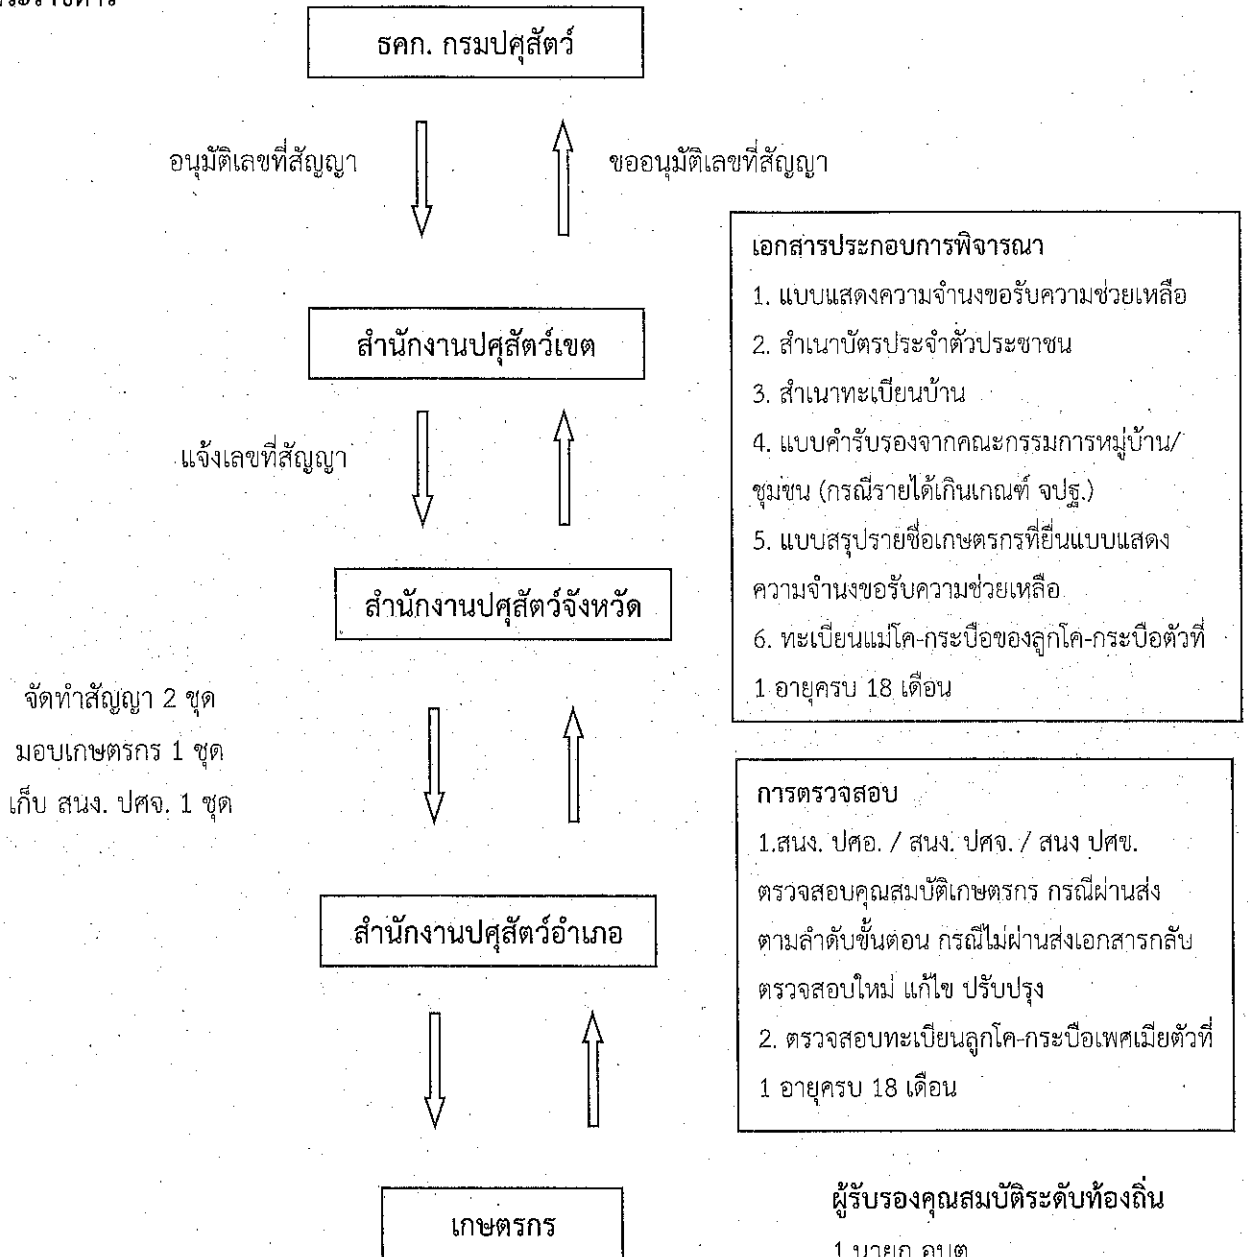 ธคก. กรมปศุสัตว์
อนุมัติเลขที่สัญญา
ขออนุมัติเลขที่สัญญา
สำนักงานปศุสัตว์เขต
แจ้งเลขที่สัญญา
สำนักงานปศุสัตว์จังหวัด
จัดทำสัญญา 2 ชุด
มอบเกษตรกร 1 ชุด
เก็บ สนง. ปศจ. 1 ชุด
สำนักงานปศุสัตว์อำเภอ
เกษตรกร
เอกสารประกอบการพิจารณา
1. แบบแสดงความจำนงขอรับความช่วยเหลือ
2. สำเนาบัตรประจำตัวประชาชน
3. สำเนาทะเบียนบ้าน
4. แบบคำรับรองจากคณะกรรมการหมู่บ้าน/
ชุมชน (กรณีรายได้เกินเกณฑ์ จปฐ.)
5. แบบสรุปรายชื่อเกษตรกรที่ยื่นแบบแสดง
ความจำนงขอรับความช่วยเหลือ
6. ทะเบียนแม่โค-กระบือของลูกโค-กระบือตัวที่
1 อายุครบ 18 เดือน
การตรวจสอบ
1.สนง. ปศอ. / สนง. ปศจ. / สนง ปศข.
ตรวจสอบคุณสมบัติเกษตรกร กรณีผ่านส่ง
ตามลำดับขั้นตอน กรณีไม่ผ่านส่งเอกสารกลับ
ตรวจสอบใหม่ แก้ไข ปรับปรุง
2. ตรวจสอบทะเบียนลูกโค-กระบือเพศเมียตัวที่
1 อายุครบ 18 เดือน
ผู้รับรองคุณสมบัติระดับท้องถิ่น
1.นายก อบต